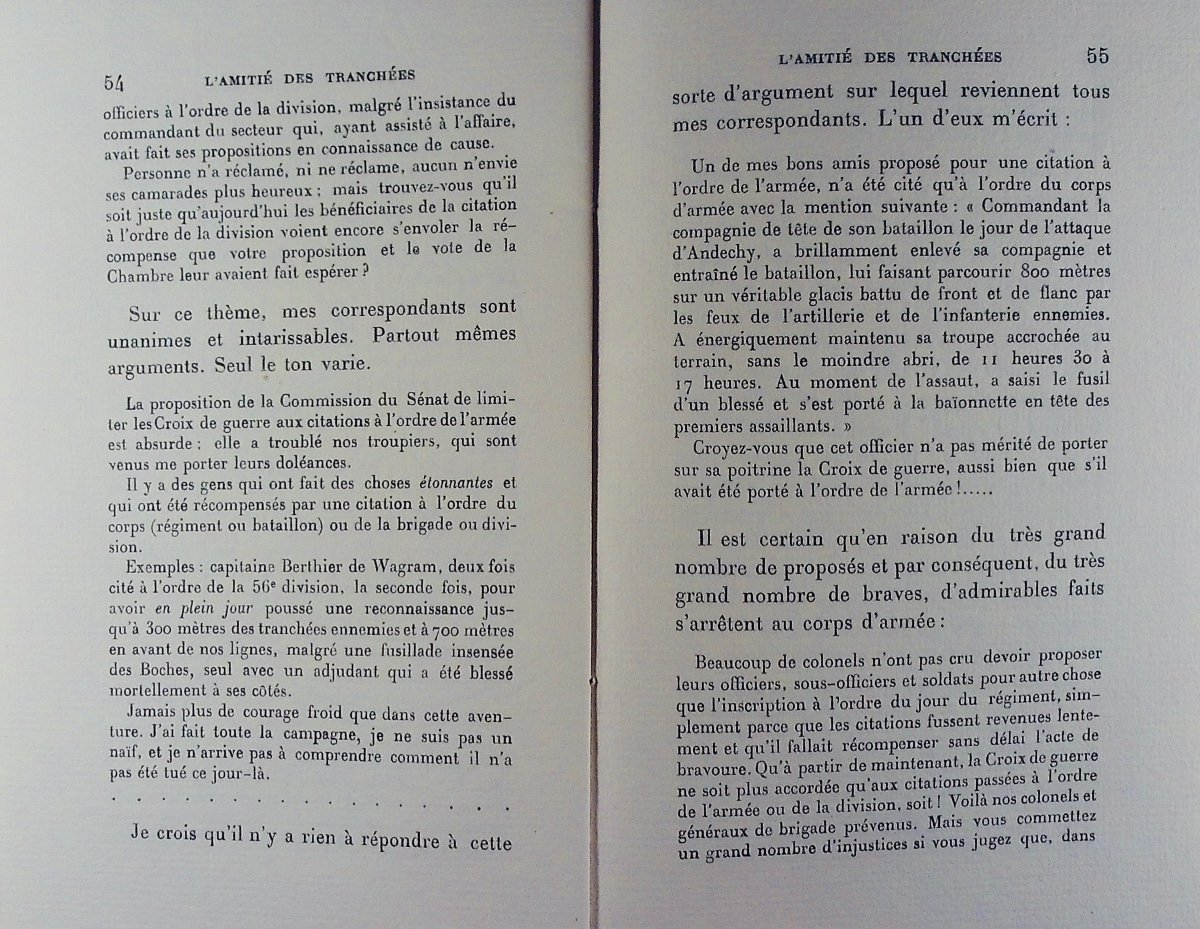 54
L'AMITIÉ DES TRANCHÉES
officiers à l'ordre de la division, malgré l'insistance du
commandant du secteur qui, ayant assisté à l'affaire,
avait fait ses propositions en connaissance de cause.
Personne n'a réclamé, ni ne réclame, aucun n'envie
ses camarades plus heureux ; mais trouvez-vous qu'il
soit juste qu'aujourd'hui les bénéficiaires de la citation
à l'ordre de la division voient encore s'envoler la ré-
compense que votre proposition et le vote de la
Chambre leur avaient fait espérer ?
Sur ce thème, mes correspondants sont
unanimes et intarissables. Partout mêmes
arguments. Seul le ton varie.
La proposition de la Commission du Sénat de limi-
ter les Croix de guerre aux citations à l'ordre de l'armée
est absurde ; elle a troublé nos troupiers, qui sont
venus me porter leurs doléances.
Il y a des gens qui ont fait des choses étonnantes et
qui ont été récompensés par une citation à l'ordre du
corps (régiment ou bataillon) ou de la brigade ou divi-
sion.
Exemples : capitaine Berthier de Wagram, deux fois
cité à l'ordre de la 56e division, la seconde fois, pour
avoir en plein jour poussé une reconnaissance jus-
qu'à 300 mètres des tranchées ennemies et à 700 mètres
en avant de nos lignes, malgré une fusillade insensée
des Boches, seul avec un adjudant qui a été blessé
mortellement à ses côtés.
Jamais plus de courage froid que dans cette aven-
ture. J'ai fait toute la campagne, je ne suis pas un
naïf, et je n'arrive pas à comprendre comment il n'a
pas été tué ce jour-là.
. . . . . . . . . . . . . . . . .
Je crois qu'il n'y a rien à répondre à cette
L'AMITIÉ DES TRANCHÉES
55
sorte d'argument sur lequel reviennent tous
mes correspondants. L'un d'eux m'écrit :
Un de mes bons amis proposé pour une citation à
l'ordre de l'armée, n'a été cité qu'à l'ordre du corps
d'armée avec la mention suivante : « Commandant la
compagnie de tête de son bataillon le jour de l'attaque
d'Andechy, a brillamment enlevé sa compagnie et
entraîné le bataillon, lui faisant parcourir 800 mètres
sur un véritable glacis battu de front et de flanc par
les feux de l'artillerie et de l'infanterie ennemies.
A énergiquement maintenu sa troupe accrochée au
terrain, sans le moindre abri, de 11 heures 30 à
17 heures. Au moment de l'assaut, a saisi le fusil
d'un blessé et s'est porté à la baïonnette en tête des
premiers assaillants. »
Croyez-vous que cet officier n'a pas mérité de porter
sur sa poitrine la Croix de guerre, aussi bien que s'il
avait été porté à l'ordre de l'armée !.....
Il est certain qu'en raison du très grand
nombre de proposés et par conséquent, du très
grand nombre de braves, d'admirables faits
s'arrêtent au corps d'armée :
Beaucoup de colonels n'ont pas cru devoir proposer
leurs officiers, sous-officiers et soldats pour autre chose
que l'inscription à l'ordre du jour du régiment, sim-
plement parce que les citations fussent revenues lente-
ment et qu'il fallait récompenser sans délai l'acte de
bravoure. Qu'à partir de maintenant, la Croix de guerre
ne soit plus accordée qu'aux citations passées à l'ordre
de l'armée ou de la division, soit ! Voilà nos colonels et
généraux de brigade prévenus. Mais vous commettez
un grand nombre d'injustices si vous jugez que, dans